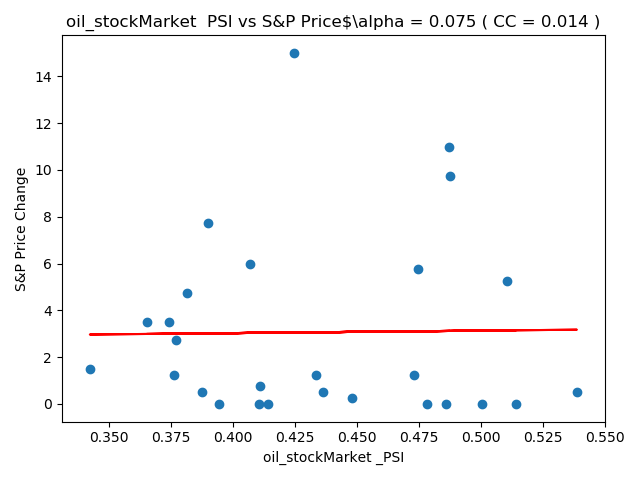 oil_stockMarket  PSI vs S&P Price$\alpha = 0.075 ( CC = 0.014 )
14
12
10
8
6
4
2
0
S&P Price Change
0.350 0.375 0.400 0.425 0.450 0.475 0.500 0.525 0.550
oil_stockMarket _PSI